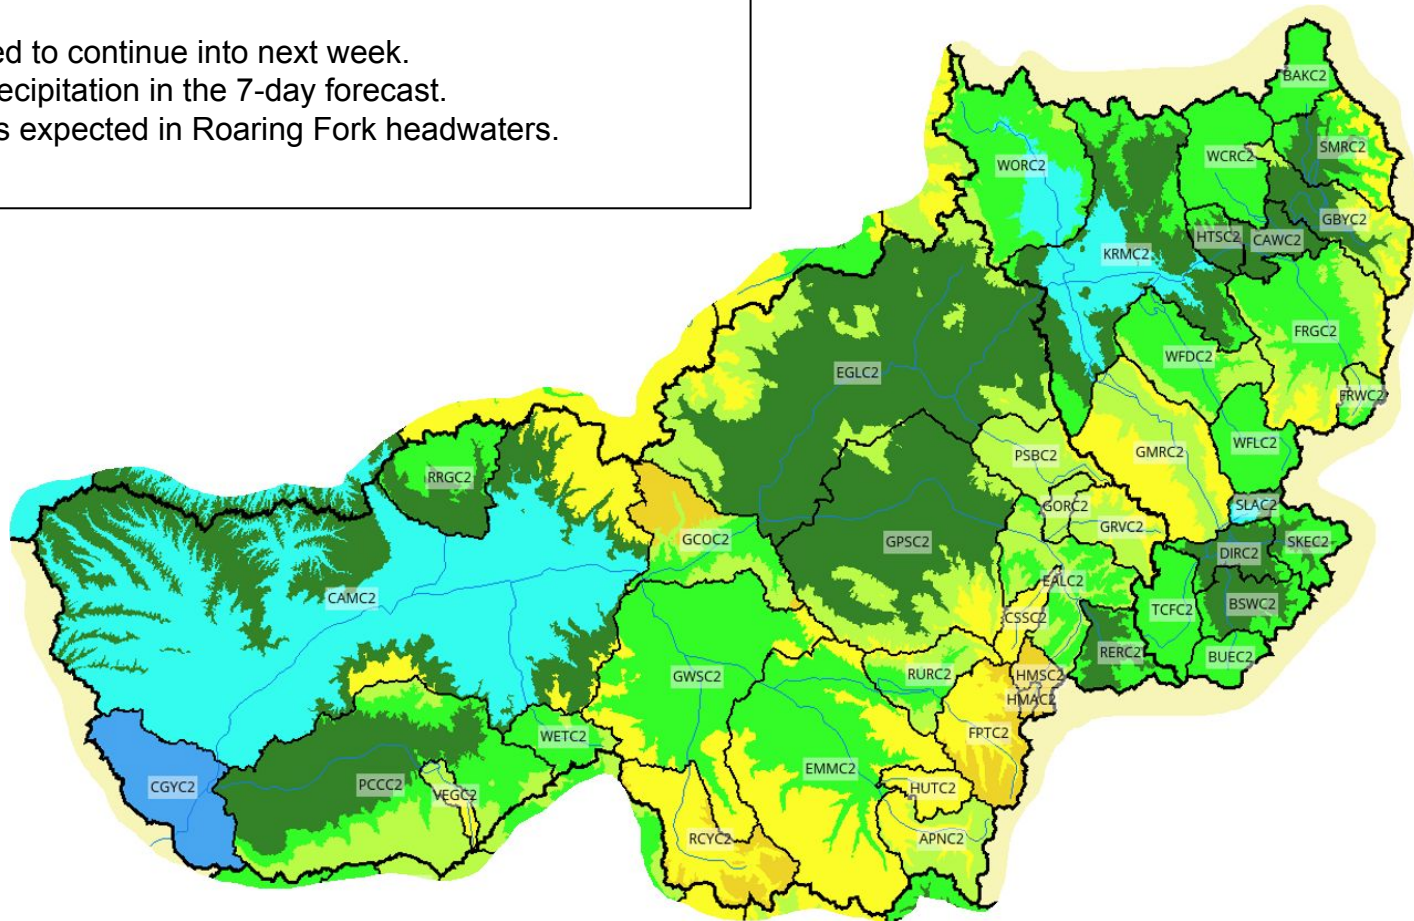 ed to continue into next week.
ecipitation in the 7-day forecast.
s expected in Roaring Fork headwaters.
BAKC2
SMRC2
WCRC2
WORC2
GBYC2
HTSC2
CAWC2
KRMC2
FRGC2
WFDC2
EGLC2
FRWC2
WFLC2
GMRC2
PSBC2
RRGC2
SLAC2
GORC2
GRVC2
GCOC2
GPSC2
SKEC2
DIRC2
EALC2
CAMC2
BSWC2
TCFC2
CSSC2
RERC2
BUEC2
RURC2
HMSC2
GWSC2
HMAC2
FPTC2
WETC2
EMMC2
PCCC2
CGYC2
HUTC2
VEGC2
RCYC2
APNC2